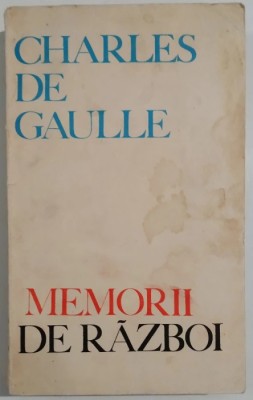 CHARLES
DE
GAULLE
MEMORII
DE RĂZBOI